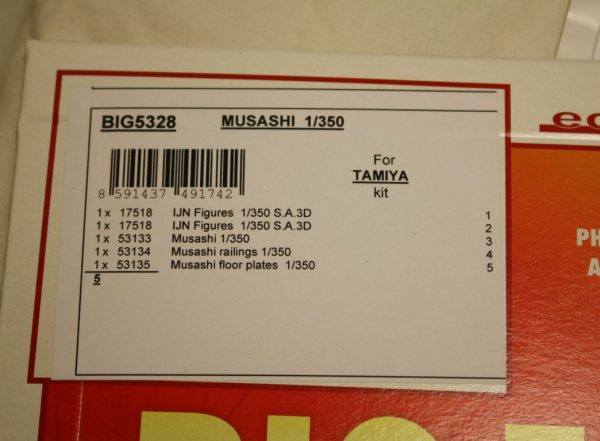 BIG5328 MUSASHI 1/350
For
TAMIYA
kit
8 591437 491742
1x 17518 IJN Figures 1/350 S.A.3D 1
1x 17518 IJN Figures 1/350 S.A.3D 2
1x 53133 Musashi 1/350 3
1x 53134 Musashi railings 1/350 4
1x 53135 Musashi floor plates 1/350 5
5